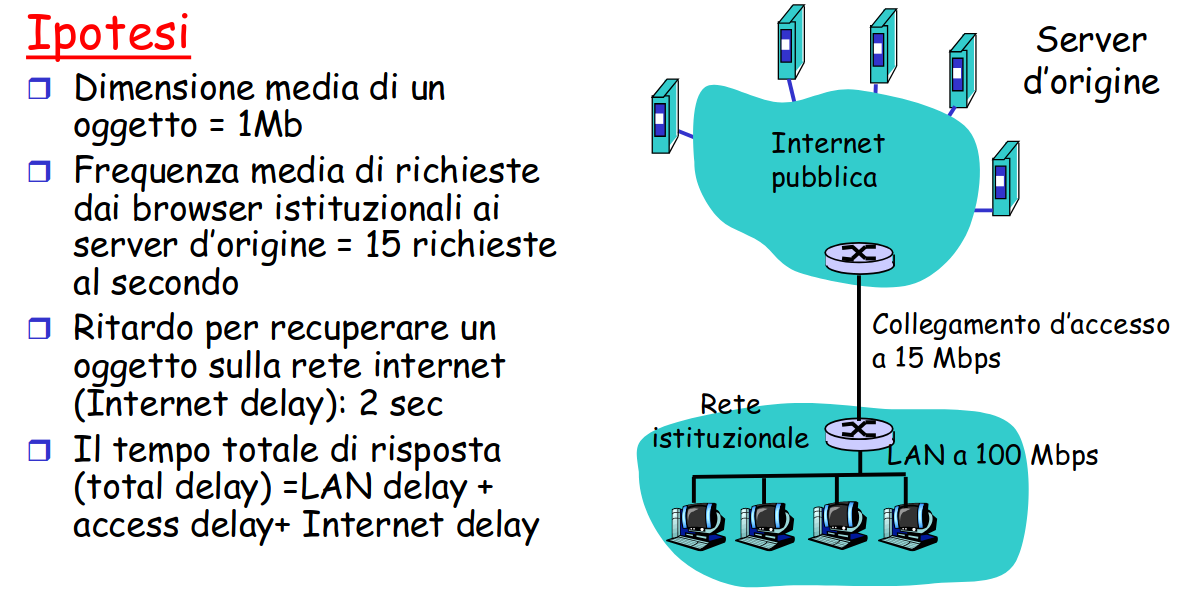 Ipotesi
Dimensione media di un
oggetto = 1Mb
Frequenza media di richieste
dai browser istituzionali ai
server d'origine = 15 richieste
al secondo
Ritardo per recuperare un
oggetto sulla rete internet
(Internet delay): 2 sec
Il tempo totale di risposta
(total delay) =LAN delay +
access delay+ Internet delay
Server
d'origine
Internet
pubblica
Collegamento d'accesso
a 15 Mbps
Rete
istituzionale
LAN a 100 Mbps